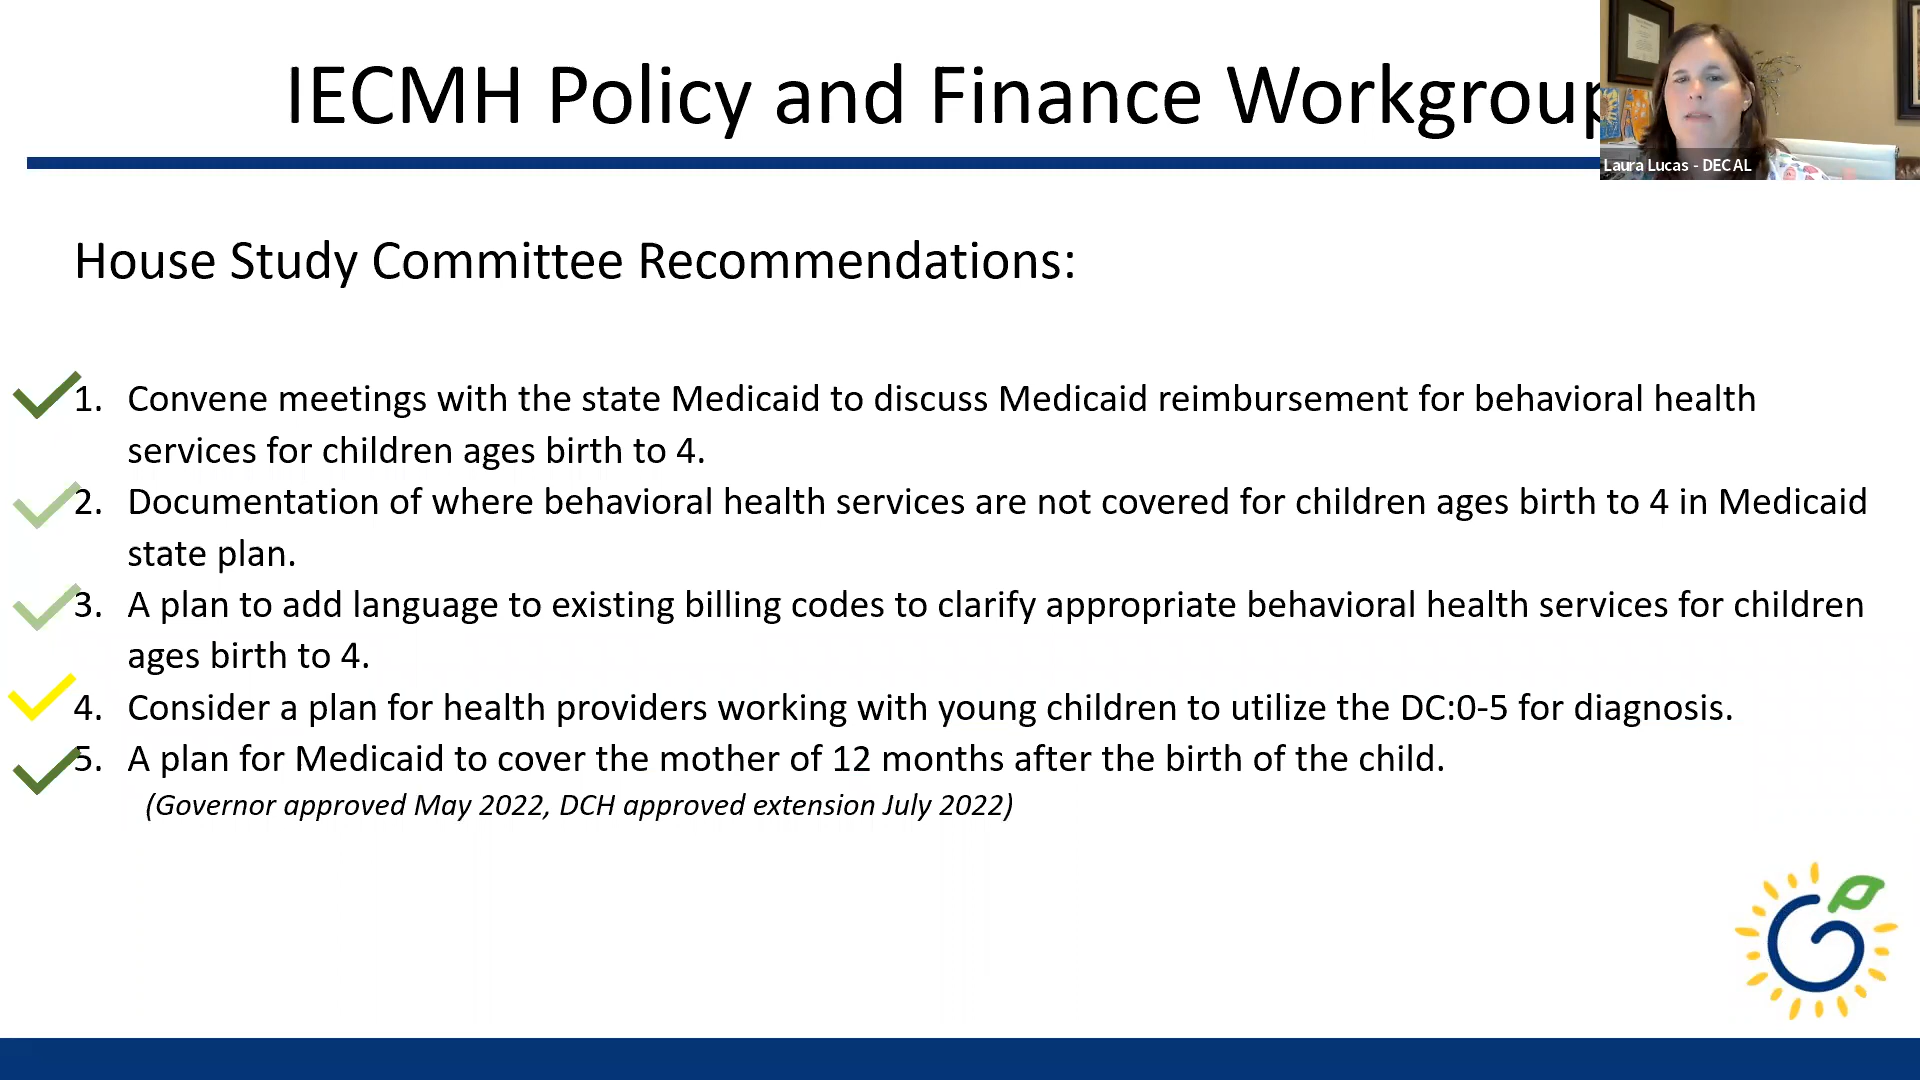 IECMH Policy and Finance Workgroup
Laura Lucas - DECAL
House Study Committee Recommendations:
1. Convene meetings with the state Medicaid to discuss Medicaid reimbursement for behavioral health
services for children ages birth to 4.
2. Documentation of where behavioral health services are not covered for children ages birth to 4 in Medicaid
state plan.
3. A plan to add language to existing billing codes to clarify appropriate behavioral health services for children
ages birth to 4.
4. Consider a plan for health providers working with young children to utilize the DC:0-5 for diagnosis.
5. A plan for Medicaid to cover the mother of 12 months after the birth of the child.
(Governor approved May 2022, DCH approved extension July 2022)